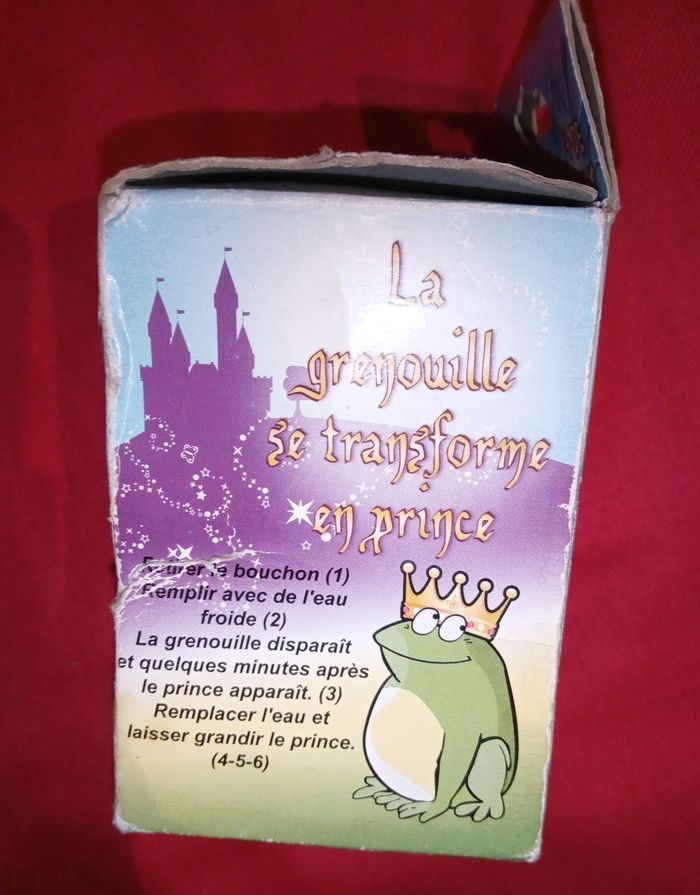 La
grenouille
se transforme
en prince
Retirer le bouchon (1)
Remplir avec de l'eau
froide (2)
La grenouille disparaît
et quelques minutes après
le prince apparaît. (3)
Remplacer l'eau et
laisser grandir le prince.
(4-5-6)